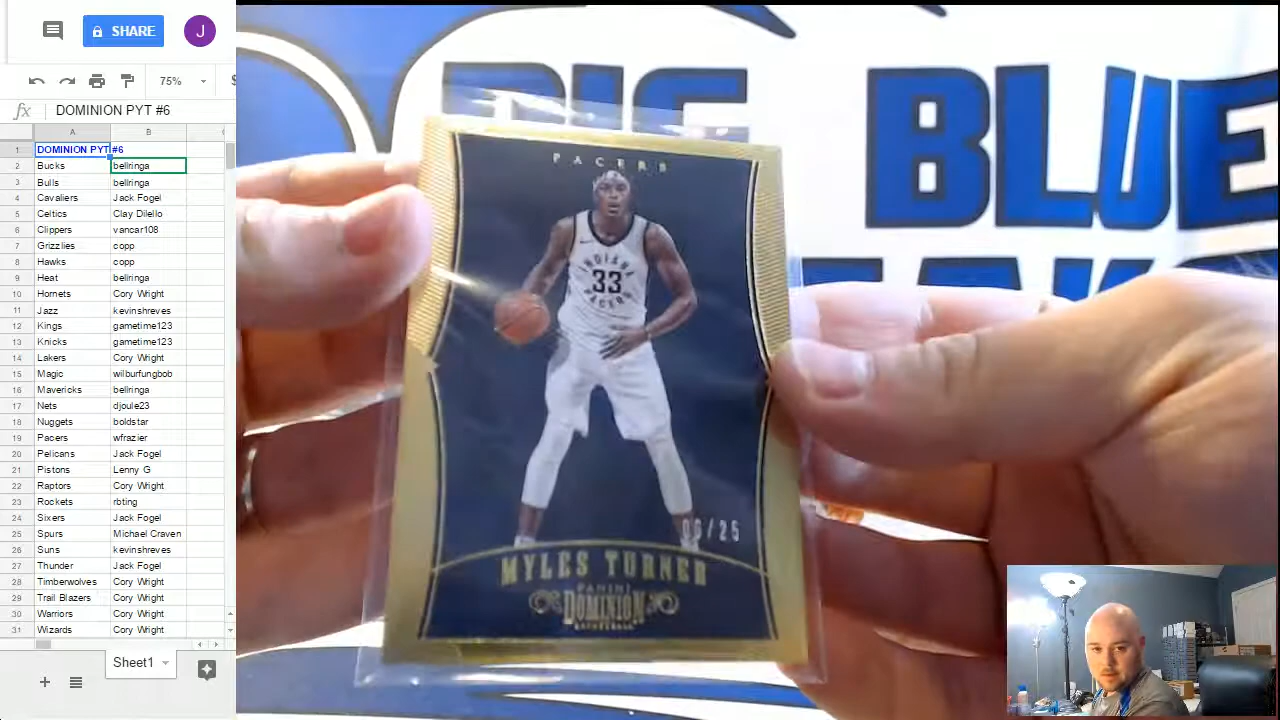 SHARE
J
75%
fx DOMINION PYT #6
A B
1 DOMINION PYT #6
2 Bucks bellringa
3 Bulls bellringa
4 Cavaliers Jack Fogel
5 Celtics Clay Dilello
6 Clippers vancar108
7 Grizzlies copp
8 Hawks copp
9 Heat bellringa
10 Hornets Cory Wright
11 Jazz kevinshreves
12 Kings gametime123
13 Knicks gametime123
14 Lakers Cory Wright
15 Magic wilburfungbob
16 Mavericks bellringa
17 Nets djoule23
18 Nuggets boldstar
19 Pacers wfrazier
20 Pelicans Jack Fogel
21 Pistons Lenny G
22 Raptors Cory Wright
23 Rockets rbting
24 Sixers Jack Fogel
25 Spurs Michael Craven
26 Suns kevinshreves
27 Thunder Jack Fogel
28 Timberwolves Cory Wright
29 Trail Blazers Cory Wright
30 Warriors Cory Wright
31 Wizards Cory Wright
Sheet1
BIG BLUE
PACERS
INDIANA
33
PACERS
/25
MYLES TURNER
PANINI
DOMINION
BASKETBALL